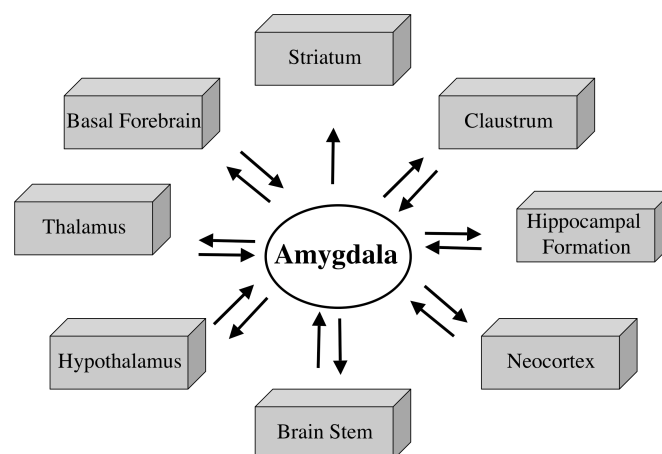 Striatum
Basal Forebrain
Claustrum
Thalamus
Amygdala
Hippocampal
Formation
Hypothalamus
Neocortex
Brain Stem